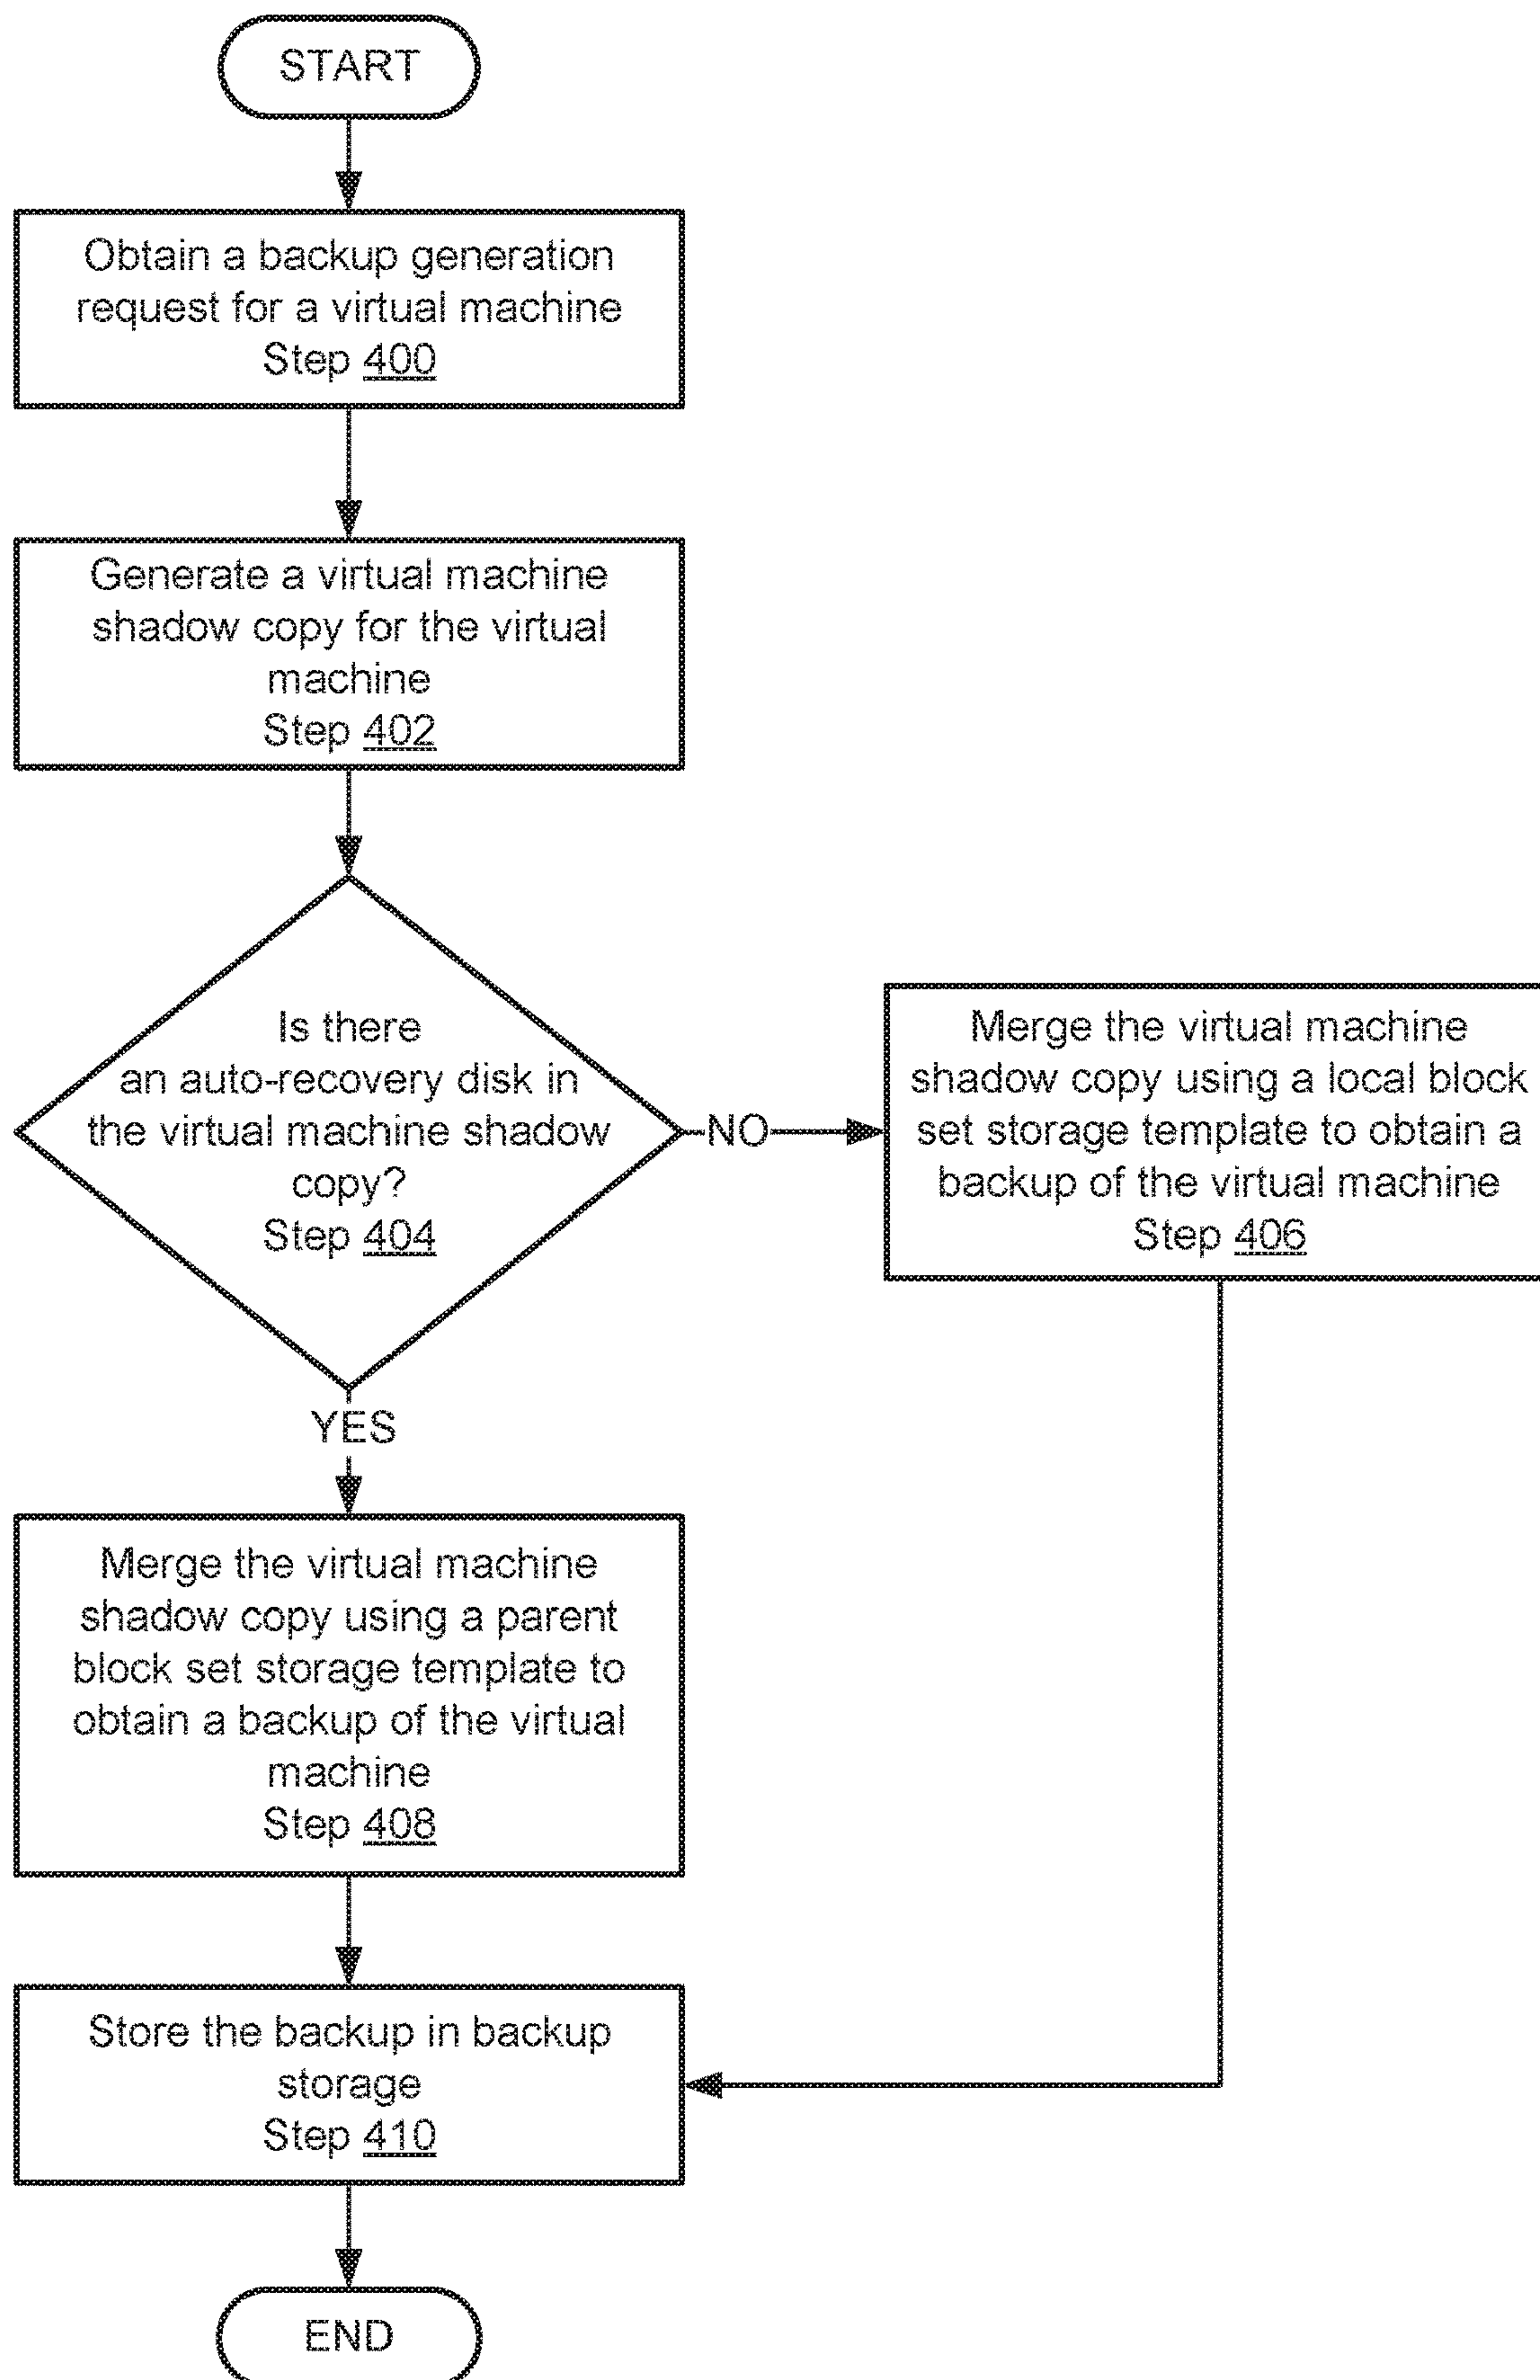 START
Obtain a backup generation
request for a virtual machine
Step 400
Generate a virtual machine
shadow copy for the virtual
machine
Step 402
Is there
an auto-recovery disk in
the virtual machine shadow
copy?
Step 404
NO
Merge the virtual machine
shadow copy using a local block
set storage template to obtain a
backup of the virtual machine
Step 406
YES
Merge the virtual machine
shadow copy using a parent
block set storage template to
obtain a backup of the virtual
machine
Step 408
Store the backup in backup
storage
Step 410
END